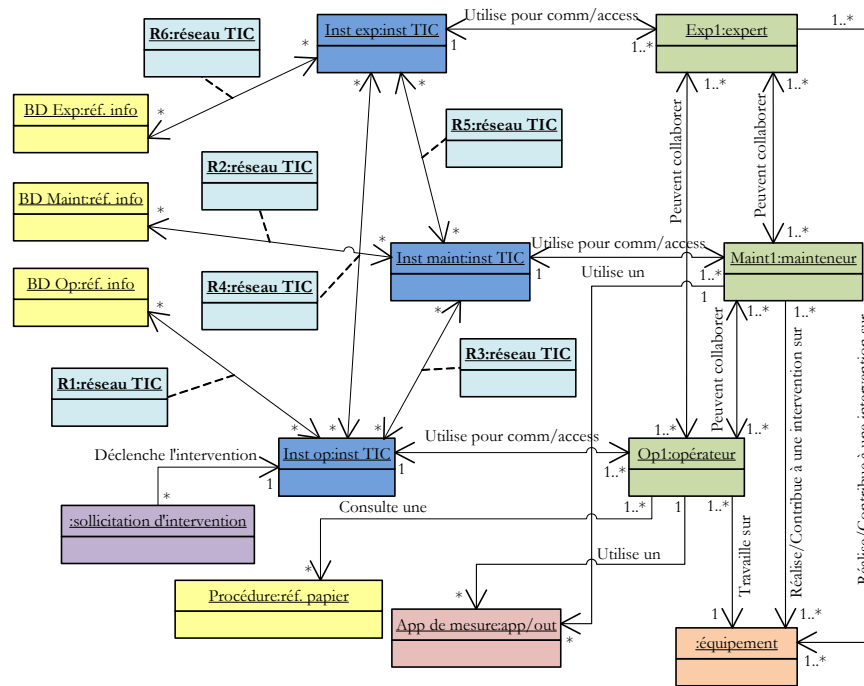 R6:réseau TIC
Inst exp:inst TIC
Utilise pour comm/access
Exp1:expert
1..*
*
1
1..*
*
*
1..*
1..*
BD Exp:réf. info
*
R5:réseau TIC
Peuvent collaborer
Peuvent collaborer
R2:réseau TIC
BD Maint:réf. info
*
*
1..*
*
Inst maint:inst TIC
Utilise pour comm/access
Maint1:mainteneur
BD Op:réf. info
1
1..*
R4:réseau TIC
Utilise un
*
*
1
1..*
1..*
R3:réseau TIC
R1:réseau TIC
Peuvent collaborer
Réalise/Contribue à une intervention sur
Réalise/Contribue à une intervention sur
*
*
*
1..*
1..*
Déclenche l'intervention
Inst op:inst TIC
Utilise pour comm/access
Op1:opérateur
1
1
1..*
*
:sollicitation d'intervention
Consulte une
1..*
1
1..*
Utilise un
Travaille sur
*
Procédure:réf. papier
*
App de mesure:app/out
*
1
1..*
:équipement
1..*